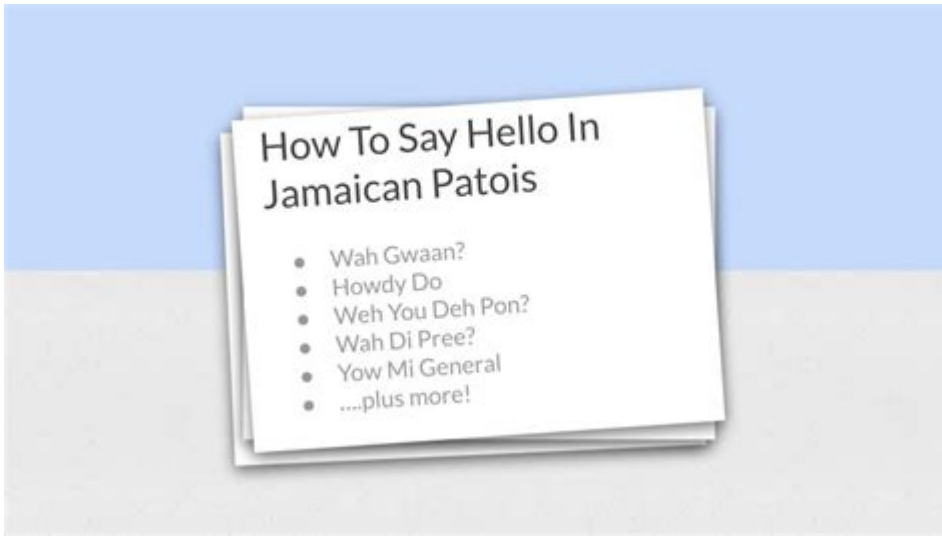 How To Say Hello In
Jamaican Patois
● Wah Gwaan?
● Howdy Do
● Weh You Deh Pon?
● Wah Di Pree?
● Yow Mi General
● ....plus more!